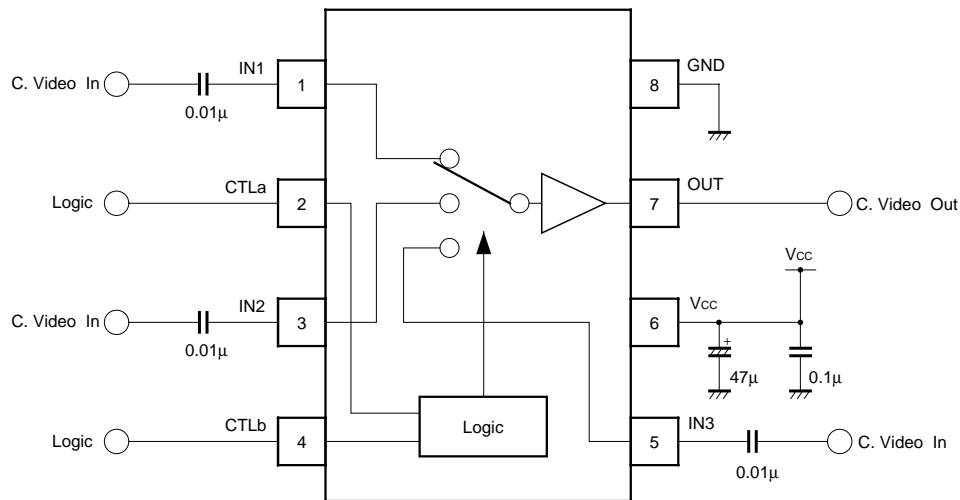 C. Video In
0.01μ
IN1
1
8
GND
Logic
CTLa
2
OUT
7
C. Video Out
Vcc
C. Video In
0.01μ
IN2
3
Vcc
6
+
47μ
0.1μ
Logic
CTLb
4
Logic
IN3
5
0.01μ
C. Video In